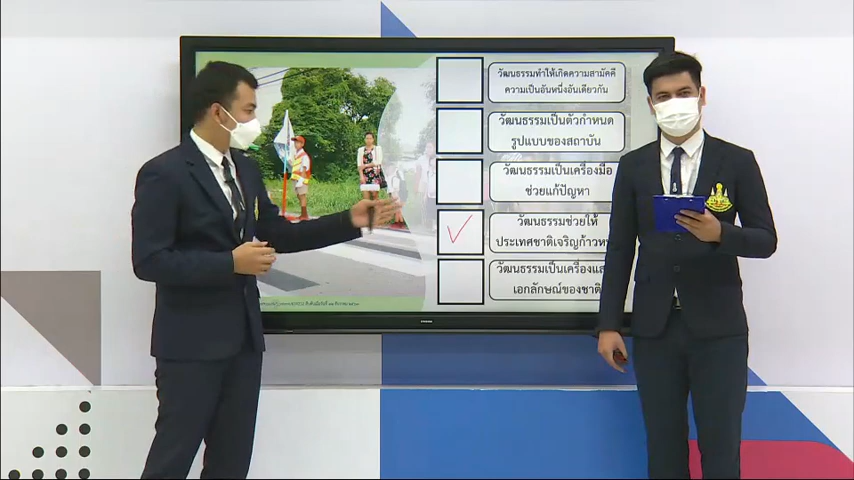 วัฒนธรรมทำให้เกิดความสามัคคี
ความเป็นอันหนึ่งอันเดียวกัน
วัฒนธรรมเป็นตัวกำหนด
รูปแบบของสถาบัน
วัฒนธรรมเป็นเครื่องมือ
ช่วยแก้ปัญหา
วัฒนธรรมช่วยให้
ประเทศชาติเจริญก้าวห
วัฒนธรรมเป็นเครื่องแส
เอกลักษณ์ของชาติ